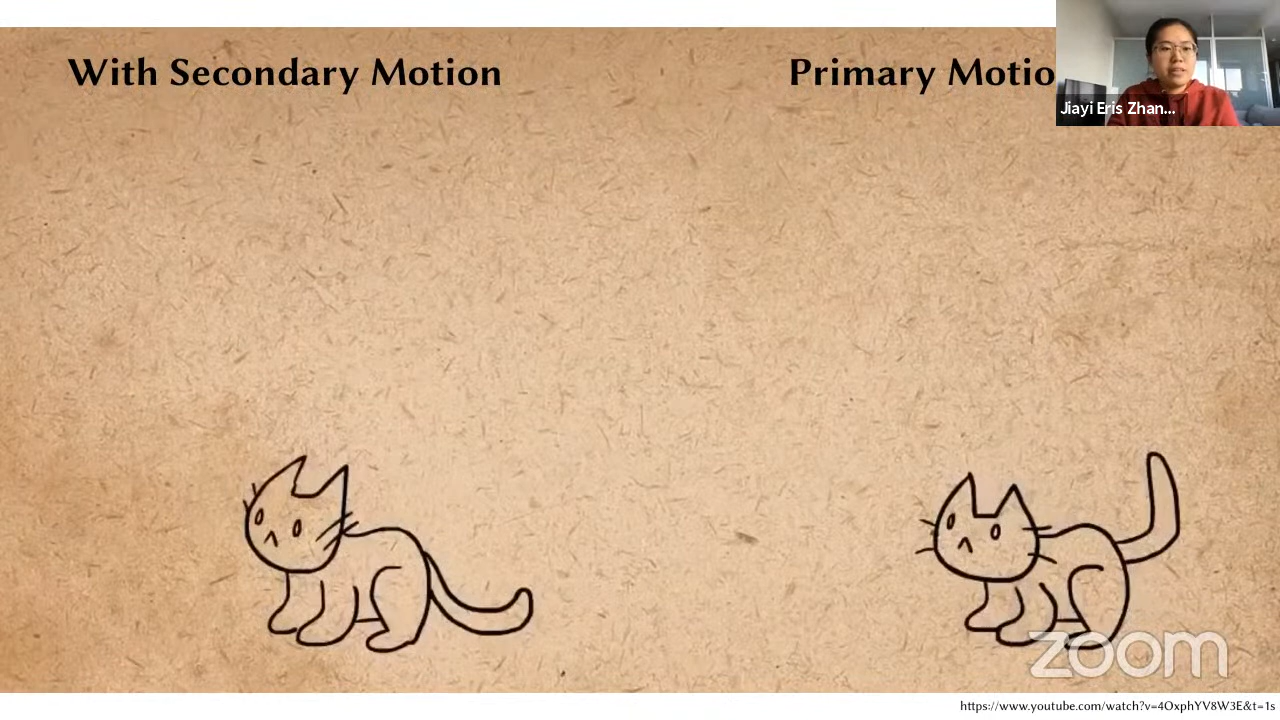 With Secondary Motion
Primary Motio
Jiayi Eris Zhan...
zoom
https://www.youtube.com/watch?v=4OxphYV8W3E&t=1s